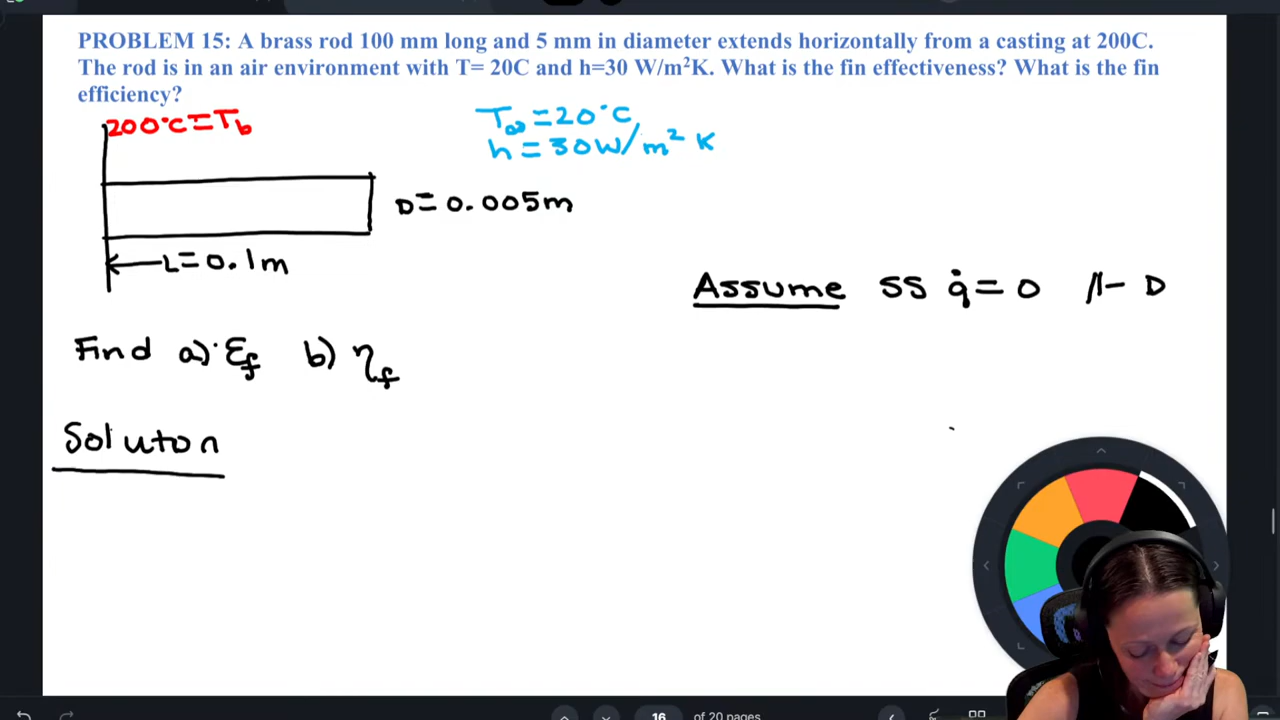 PROBLEM 15: A brass rod 100 mm long and 5 mm in diameter extends horizontally from a casting at 200C.
The rod is in an air environment with T= 20C and h=30 W/m²K. What is the fin effectiveness? What is the fin
efficiency?
200°C=Tb
T∞=20°C
h=30W/m² K
D=0.005m
L=0.1m
Assume SS q̇=0 1-D
Find a) εf b) ηf
Soluton
16 of 20 pages